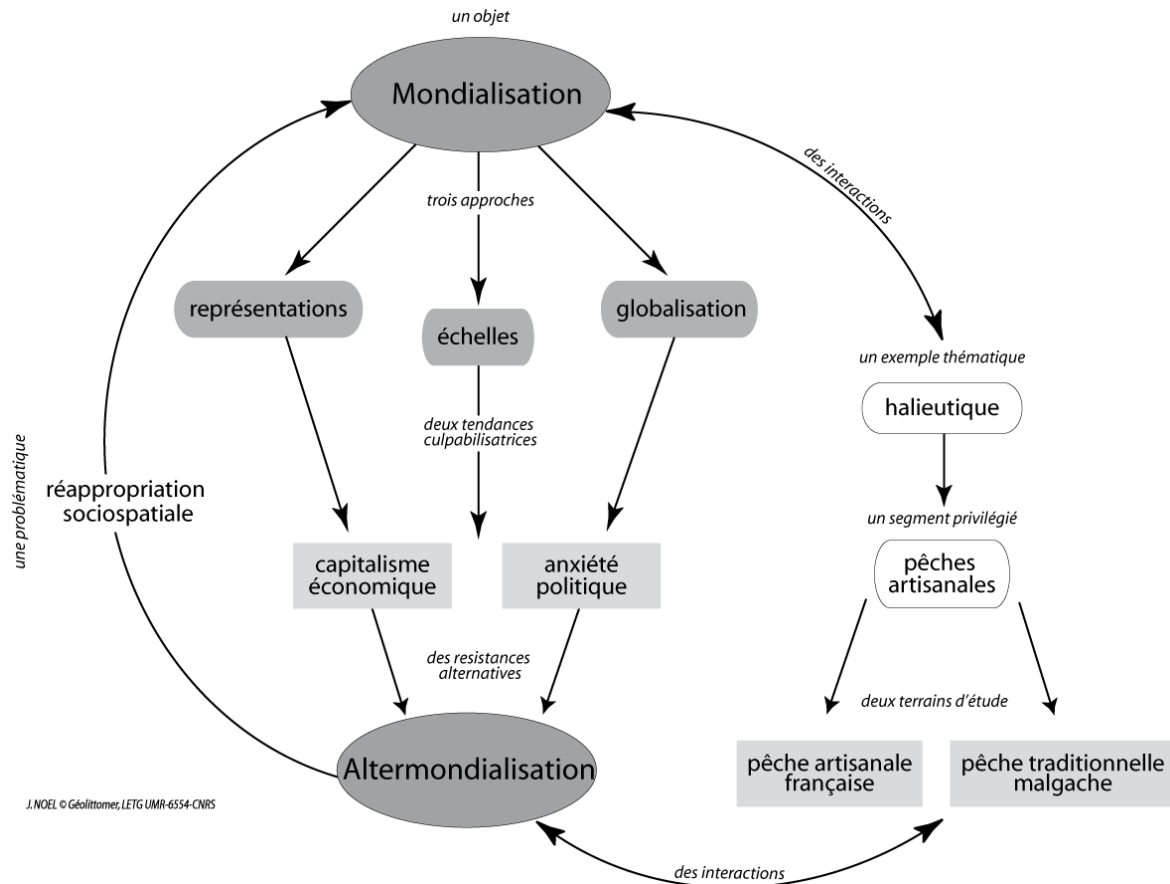 un objet
Mondialisation
des interactions
trois approches
représentations
échelles
globalisation
un exemple thématique
halieutique
deux tendances
culpabilisatrices
une problématique
réappropriation
sociospatiale
un segment privilégié
pêches
artisanales
capitalisme
économique
anxiété
politique
des resistances
alternatives
deux terrains d'étude
Altermondialisation
pêche artisanale
française
pêche traditionnelle
malgache
J. NOEL © Géolittomer, LETG UMR-6554-CNRS
des interactions